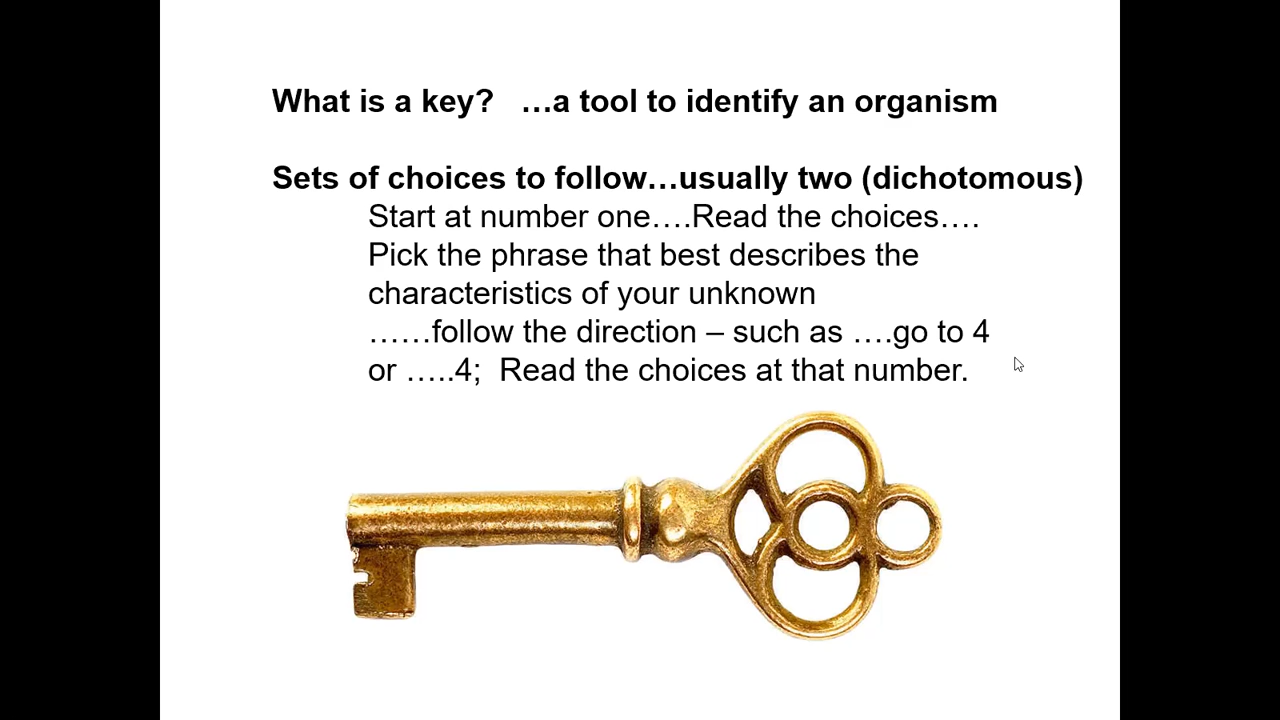 What is a key?   …a tool to identify an organism
Sets of choices to follow…usually two (dichotomous)
Start at number one….Read the choices….
Pick the phrase that best describes the
characteristics of your unknown
……follow the direction – such as ….go to 4
or …..4;  Read the choices at that number.